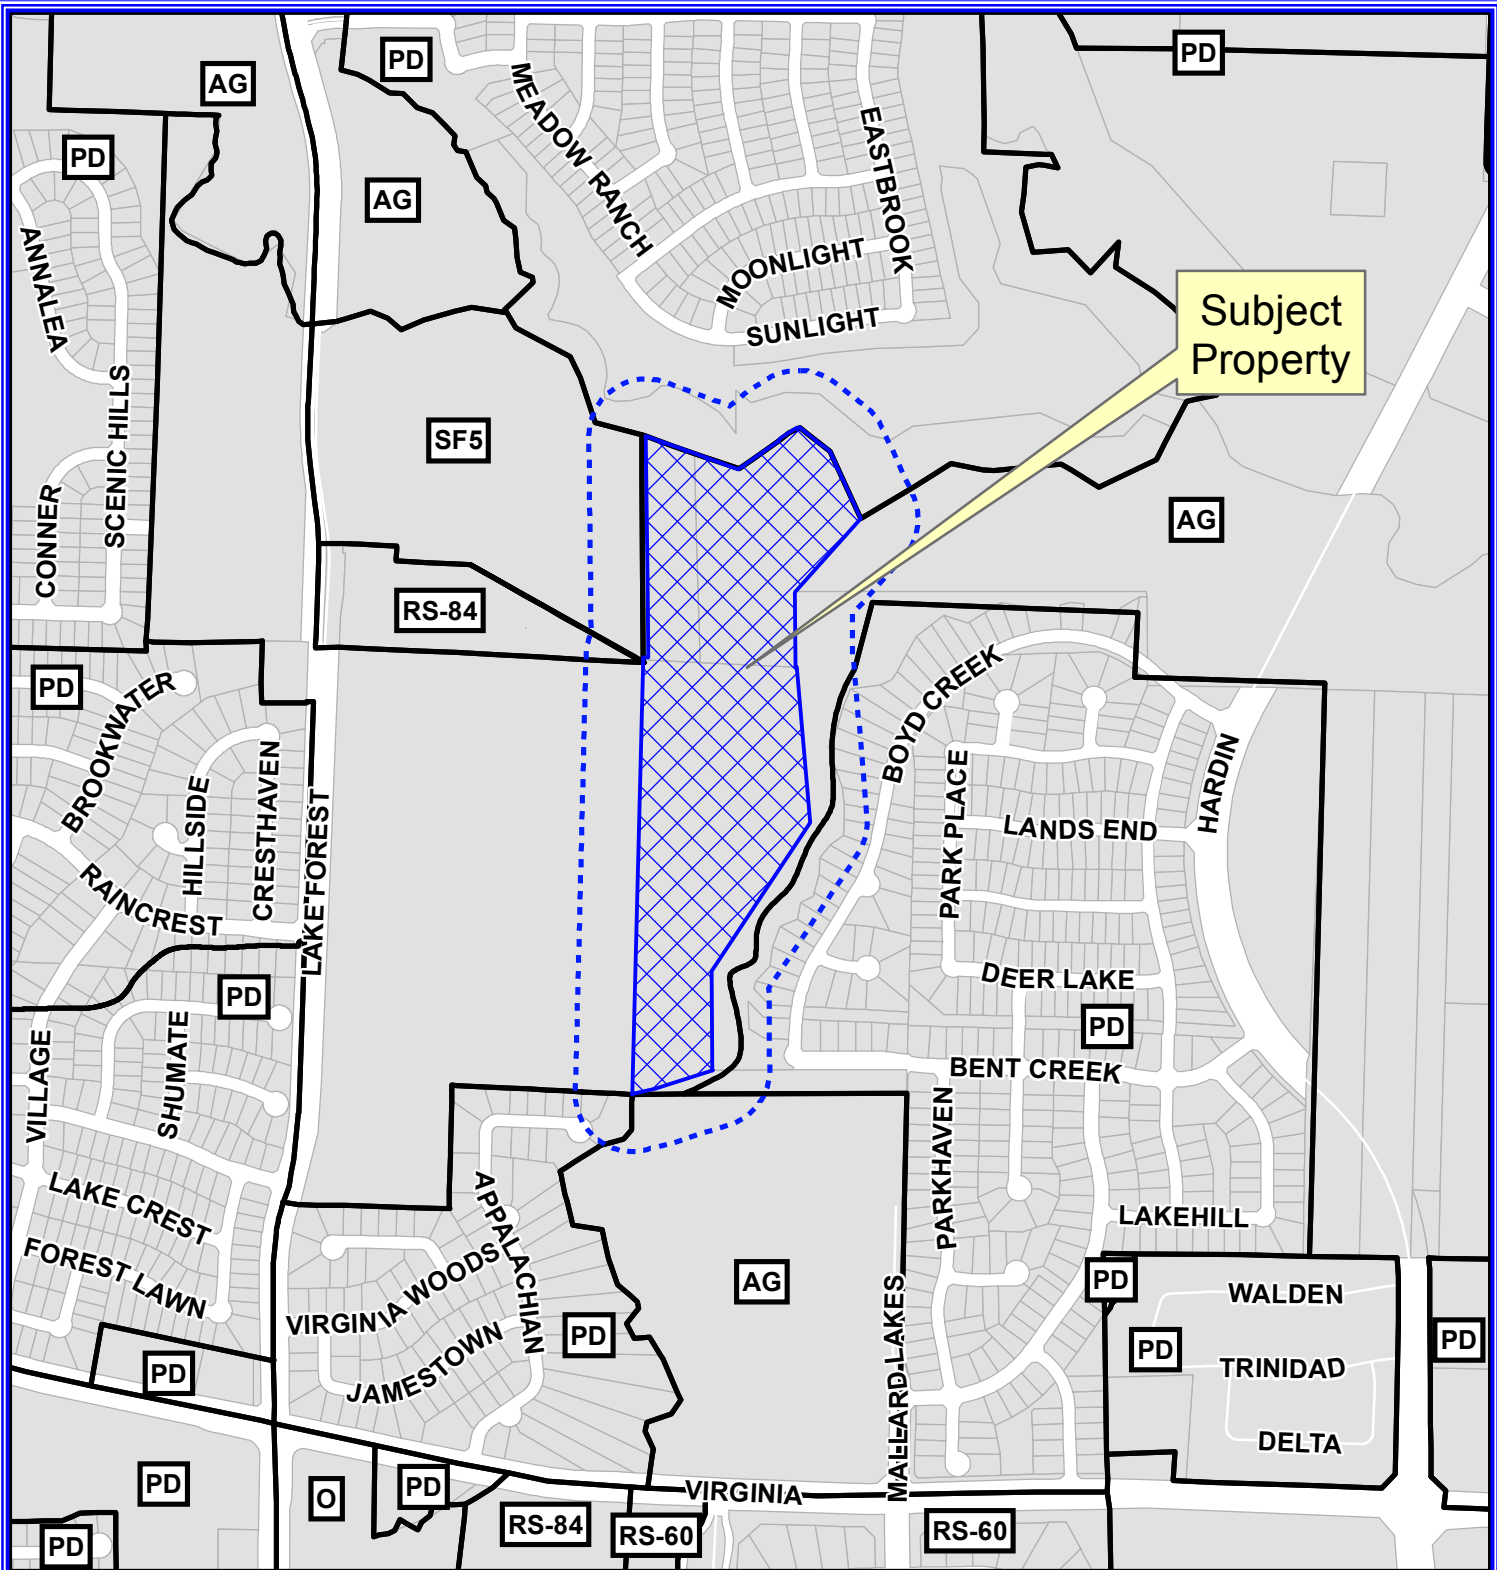 PD
PD
AG
PD
AG
MEADOW RANCH
EASTBROOK
MOONLIGHT
SUNLIGHT
ANNALEA
SCENIC HILLS
CONNER
Subject
Property
SF5
AG
RS-84
PD
BROOKWATER
HILLSIDE
CRESTHAVEN
RAINCREST
LAKE FOREST
BOYD CREEK
PARK PLACE
LANDS END
HARDIN
DEER LAKE
PD
BENT CREEK
PD
VILLAGE
SHUMATE
PARKHAVEN
LAKEHILL
LAKE CREST
FOREST LAWN
APPALACHIAN
VIRGINIA WOODS
JAMESTOWN
PD
AG
MALLARD LAKES
PD
WALDEN
PD
TRINIDAD
PD
DELTA
PD
VIRGINIA
PD
O
PD
RS-84
RS-60
RS-60
PD